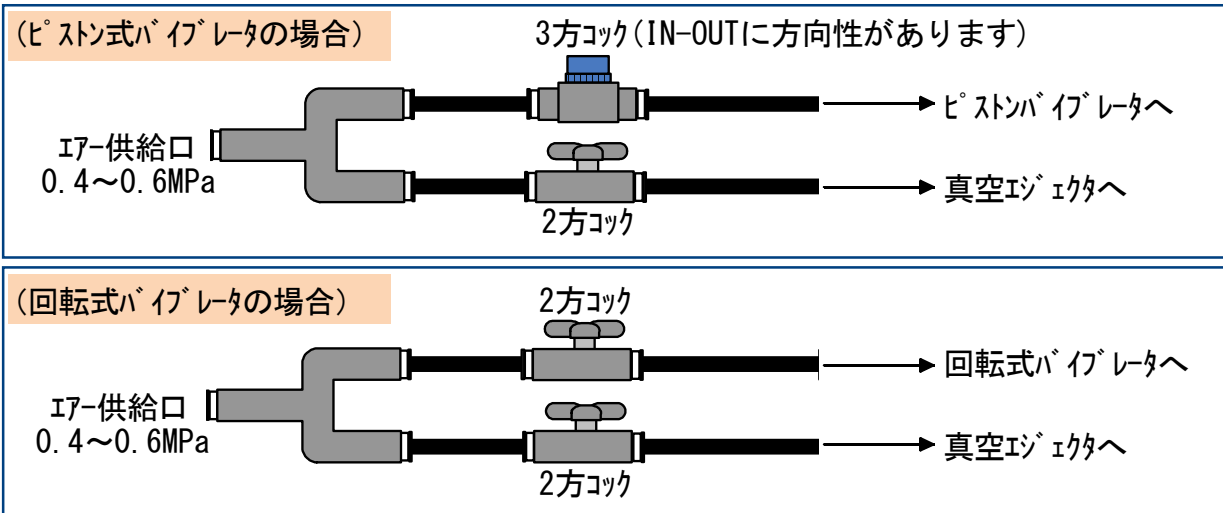 (ﾋﾟｽﾄﾝ式ﾊﾞｲﾌﾞﾚｰﾀの場合)
3方ｺｯｸ(IN-OUTに方向性があります)
ﾋﾟｽﾄﾝﾊﾞｲﾌﾞﾚｰﾀへ
ｴｱｰ供給口
0.4～0.6MPa
真空ｴｼﾞｪｸﾀへ
2方ｺｯｸ
(回転式ﾊﾞｲﾌﾞﾚｰﾀの場合)
2方ｺｯｸ
回転式ﾊﾞｲﾌﾞﾚｰﾀへ
ｴｱｰ供給口
0.4～0.6MPa
真空ｴｼﾞｪｸﾀへ
2方ｺｯｸ